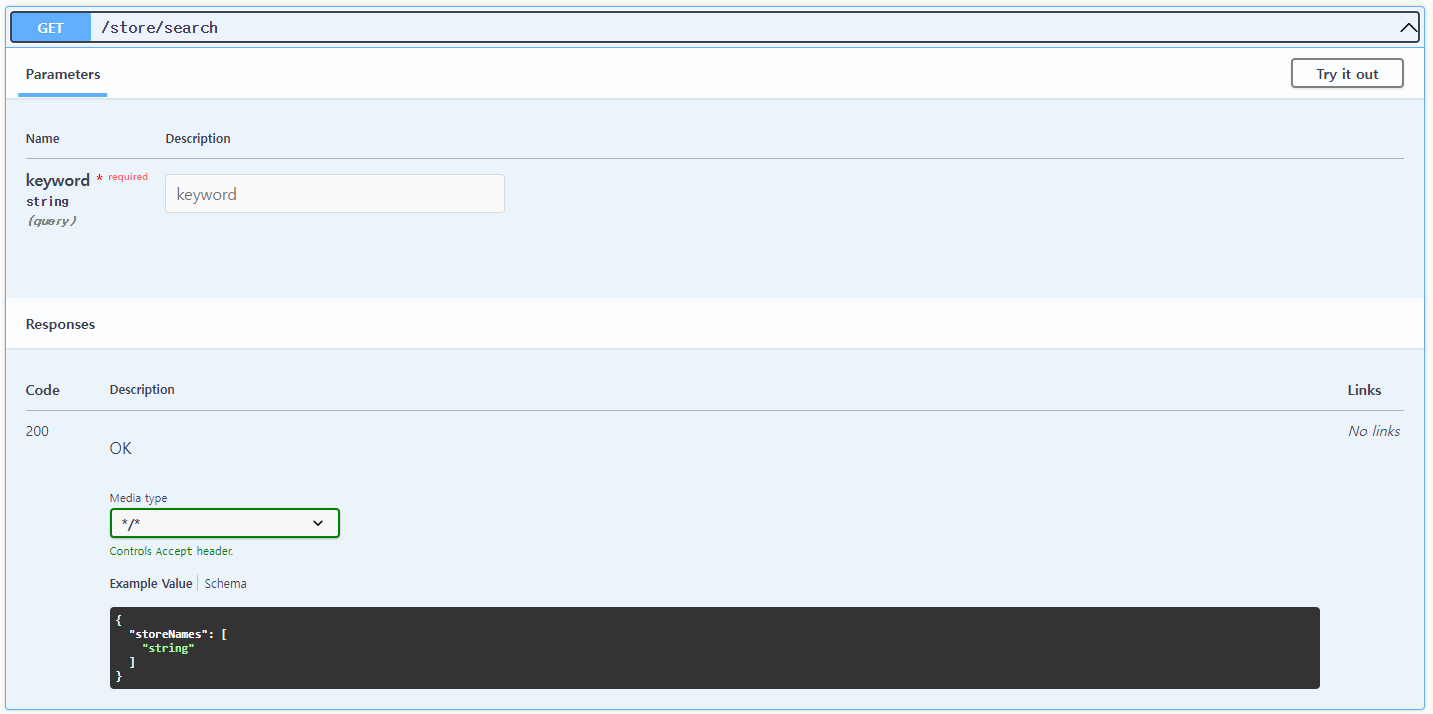 GET /store/search
Parameters
Try it out
Name Description
keyword * required
string
(query)
keyword
Responses
Code Description Links
200
OK
No links
Media type
*/*
Controls Accept header.
Example Value Schema
{
  "storeNames": [
    "string"
  ]
}